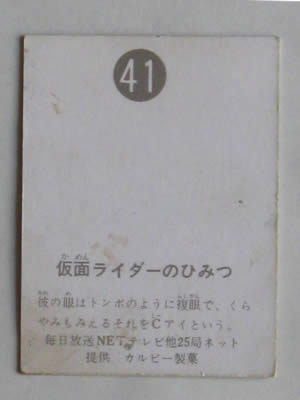 41
仮面ライダーのひみつ
彼の眼はトンボのように複眼で、くら
やみもみえるそれをCアイという。
毎日放送NETテレビ他25局ネット
提供 カルビー製菓